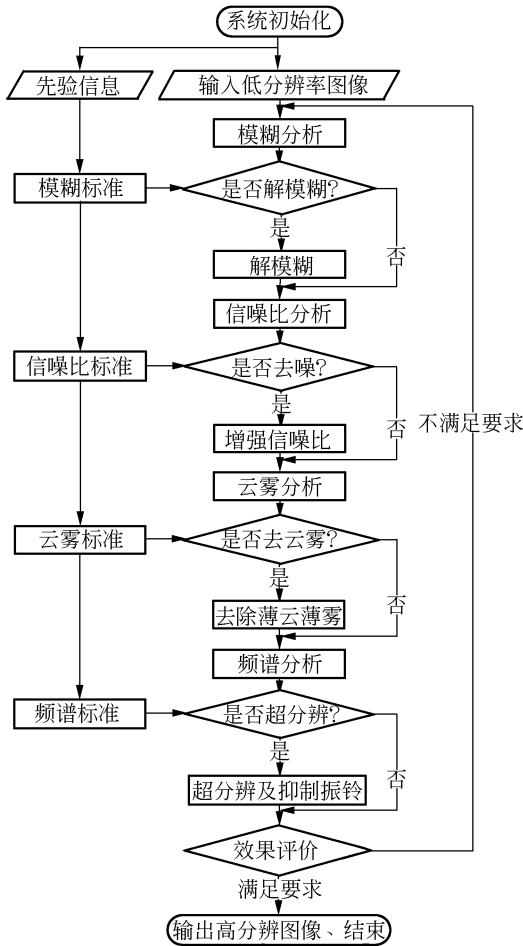 系统初始化
先验信息
输入低分辨率图像
模糊分析
模糊标准
是否解模糊?
是
否
解模糊
信噪比分析
信噪比标准
是否去噪?
是
否
不满足要求
增强信噪比
云雾分析
云雾标准
是否去云雾?
是
否
去除薄云薄雾
频谱分析
频谱标准
是否超分辨?
是
否
超分辨及抑制振铃
效果评价
满足要求
输出高分辨图像、结束